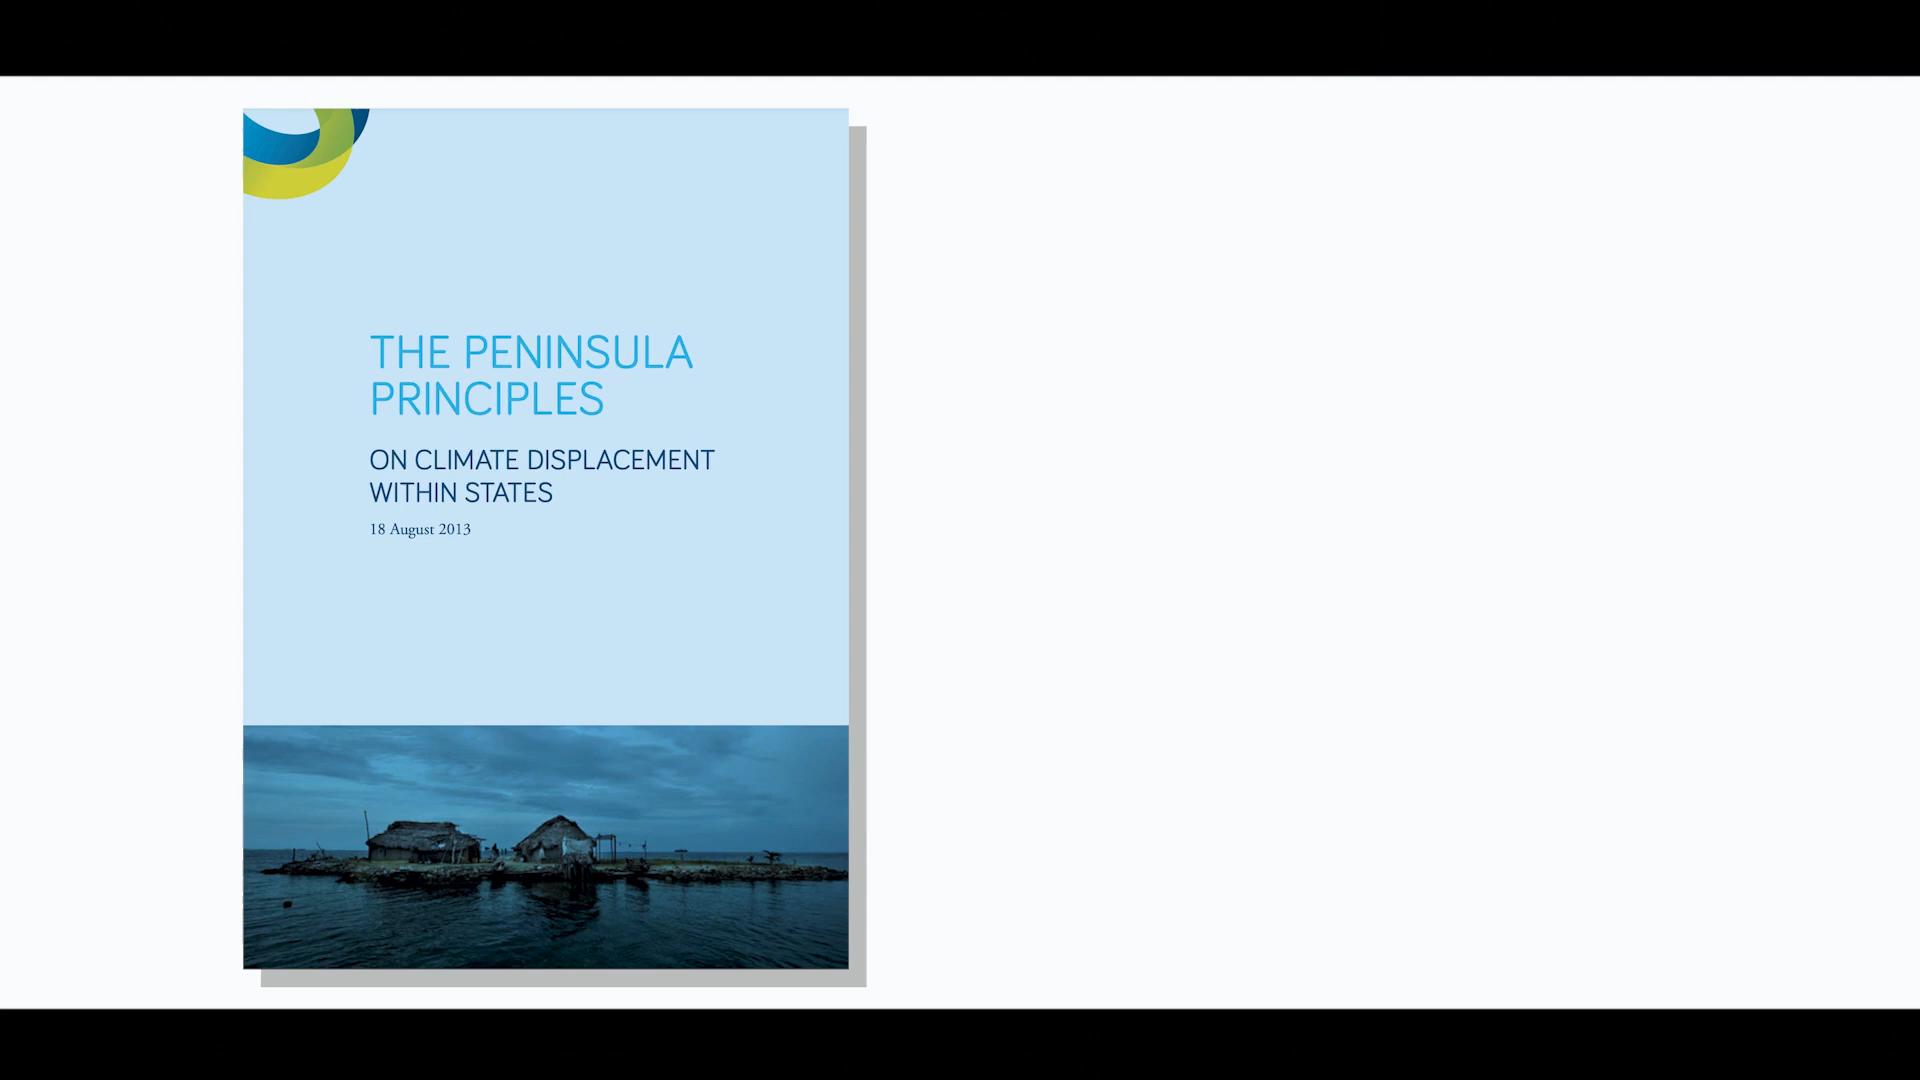 THE PENINSULA
PRINCIPLES
ON CLIMATE DISPLACEMENT
WITHIN STATES
18 August 2013